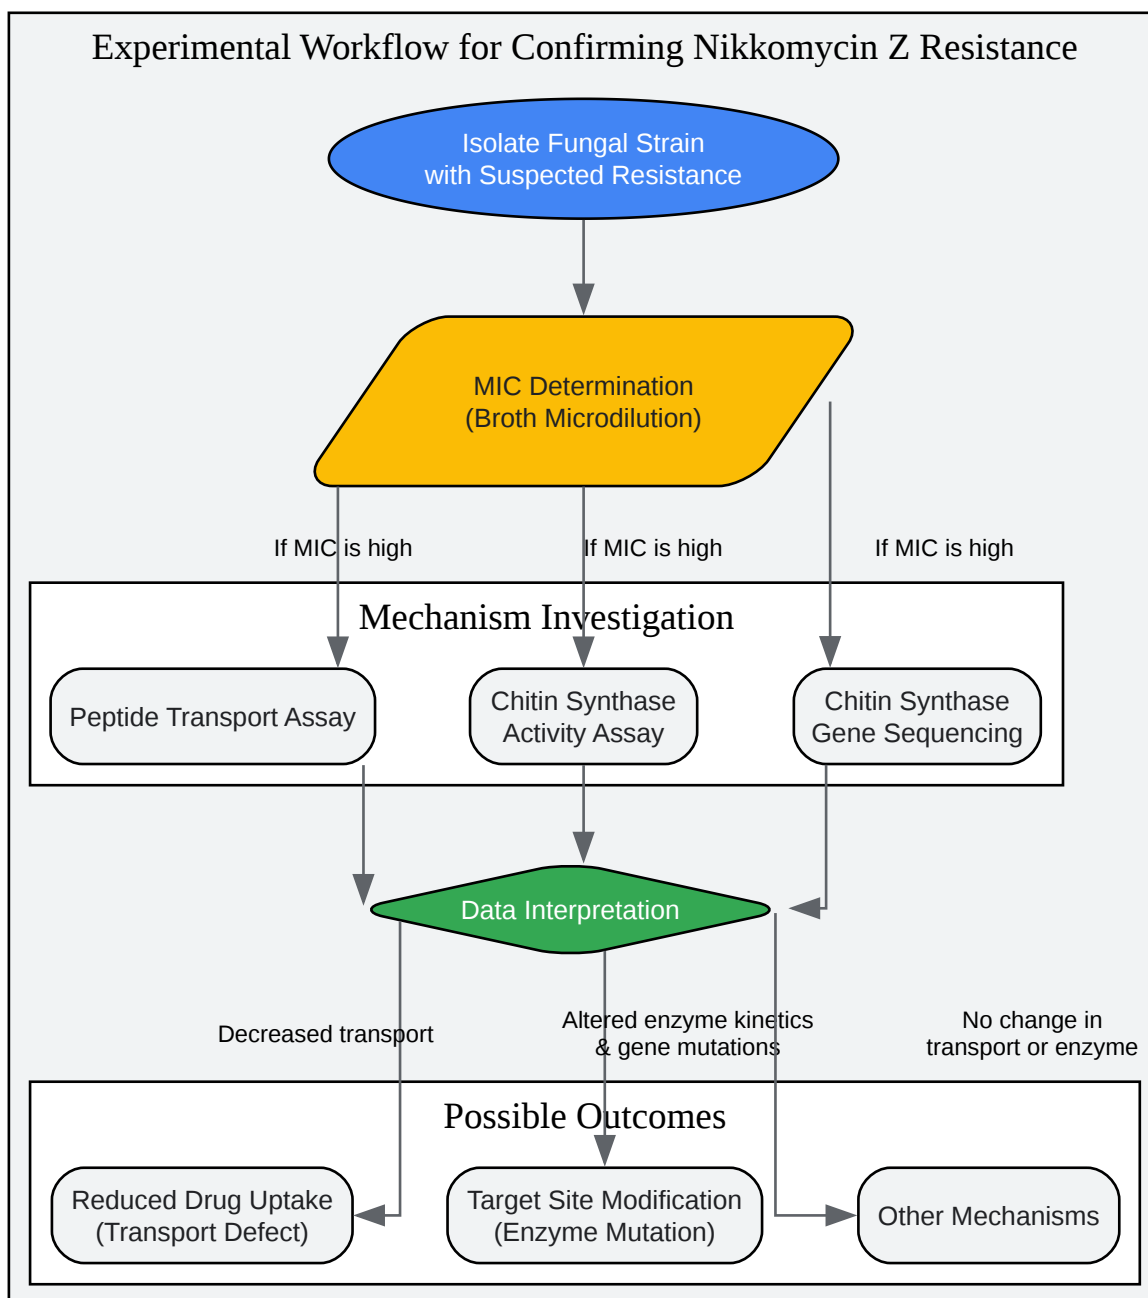 Experimental Workflow for Confirming Nikkomycin Z Resistance
Isolate Fungal Strain
with Suspected Resistance
MIC Determination
(Broth Microdilution)
If MIC is high
If MIC is high
If MIC is high
Mechanism Investigation
Peptide Transport Assay
Chitin Synthase
Activity Assay
Chitin Synthase
Gene Sequencing
Data Interpretation
Decreased transport
Altered enzyme kinetics
& gene mutations
No change in
transport or enzyme
Possible Outcomes
Reduced Drug Uptake
(Transport Defect)
Target Site Modification
(Enzyme Mutation)
Other Mechanisms